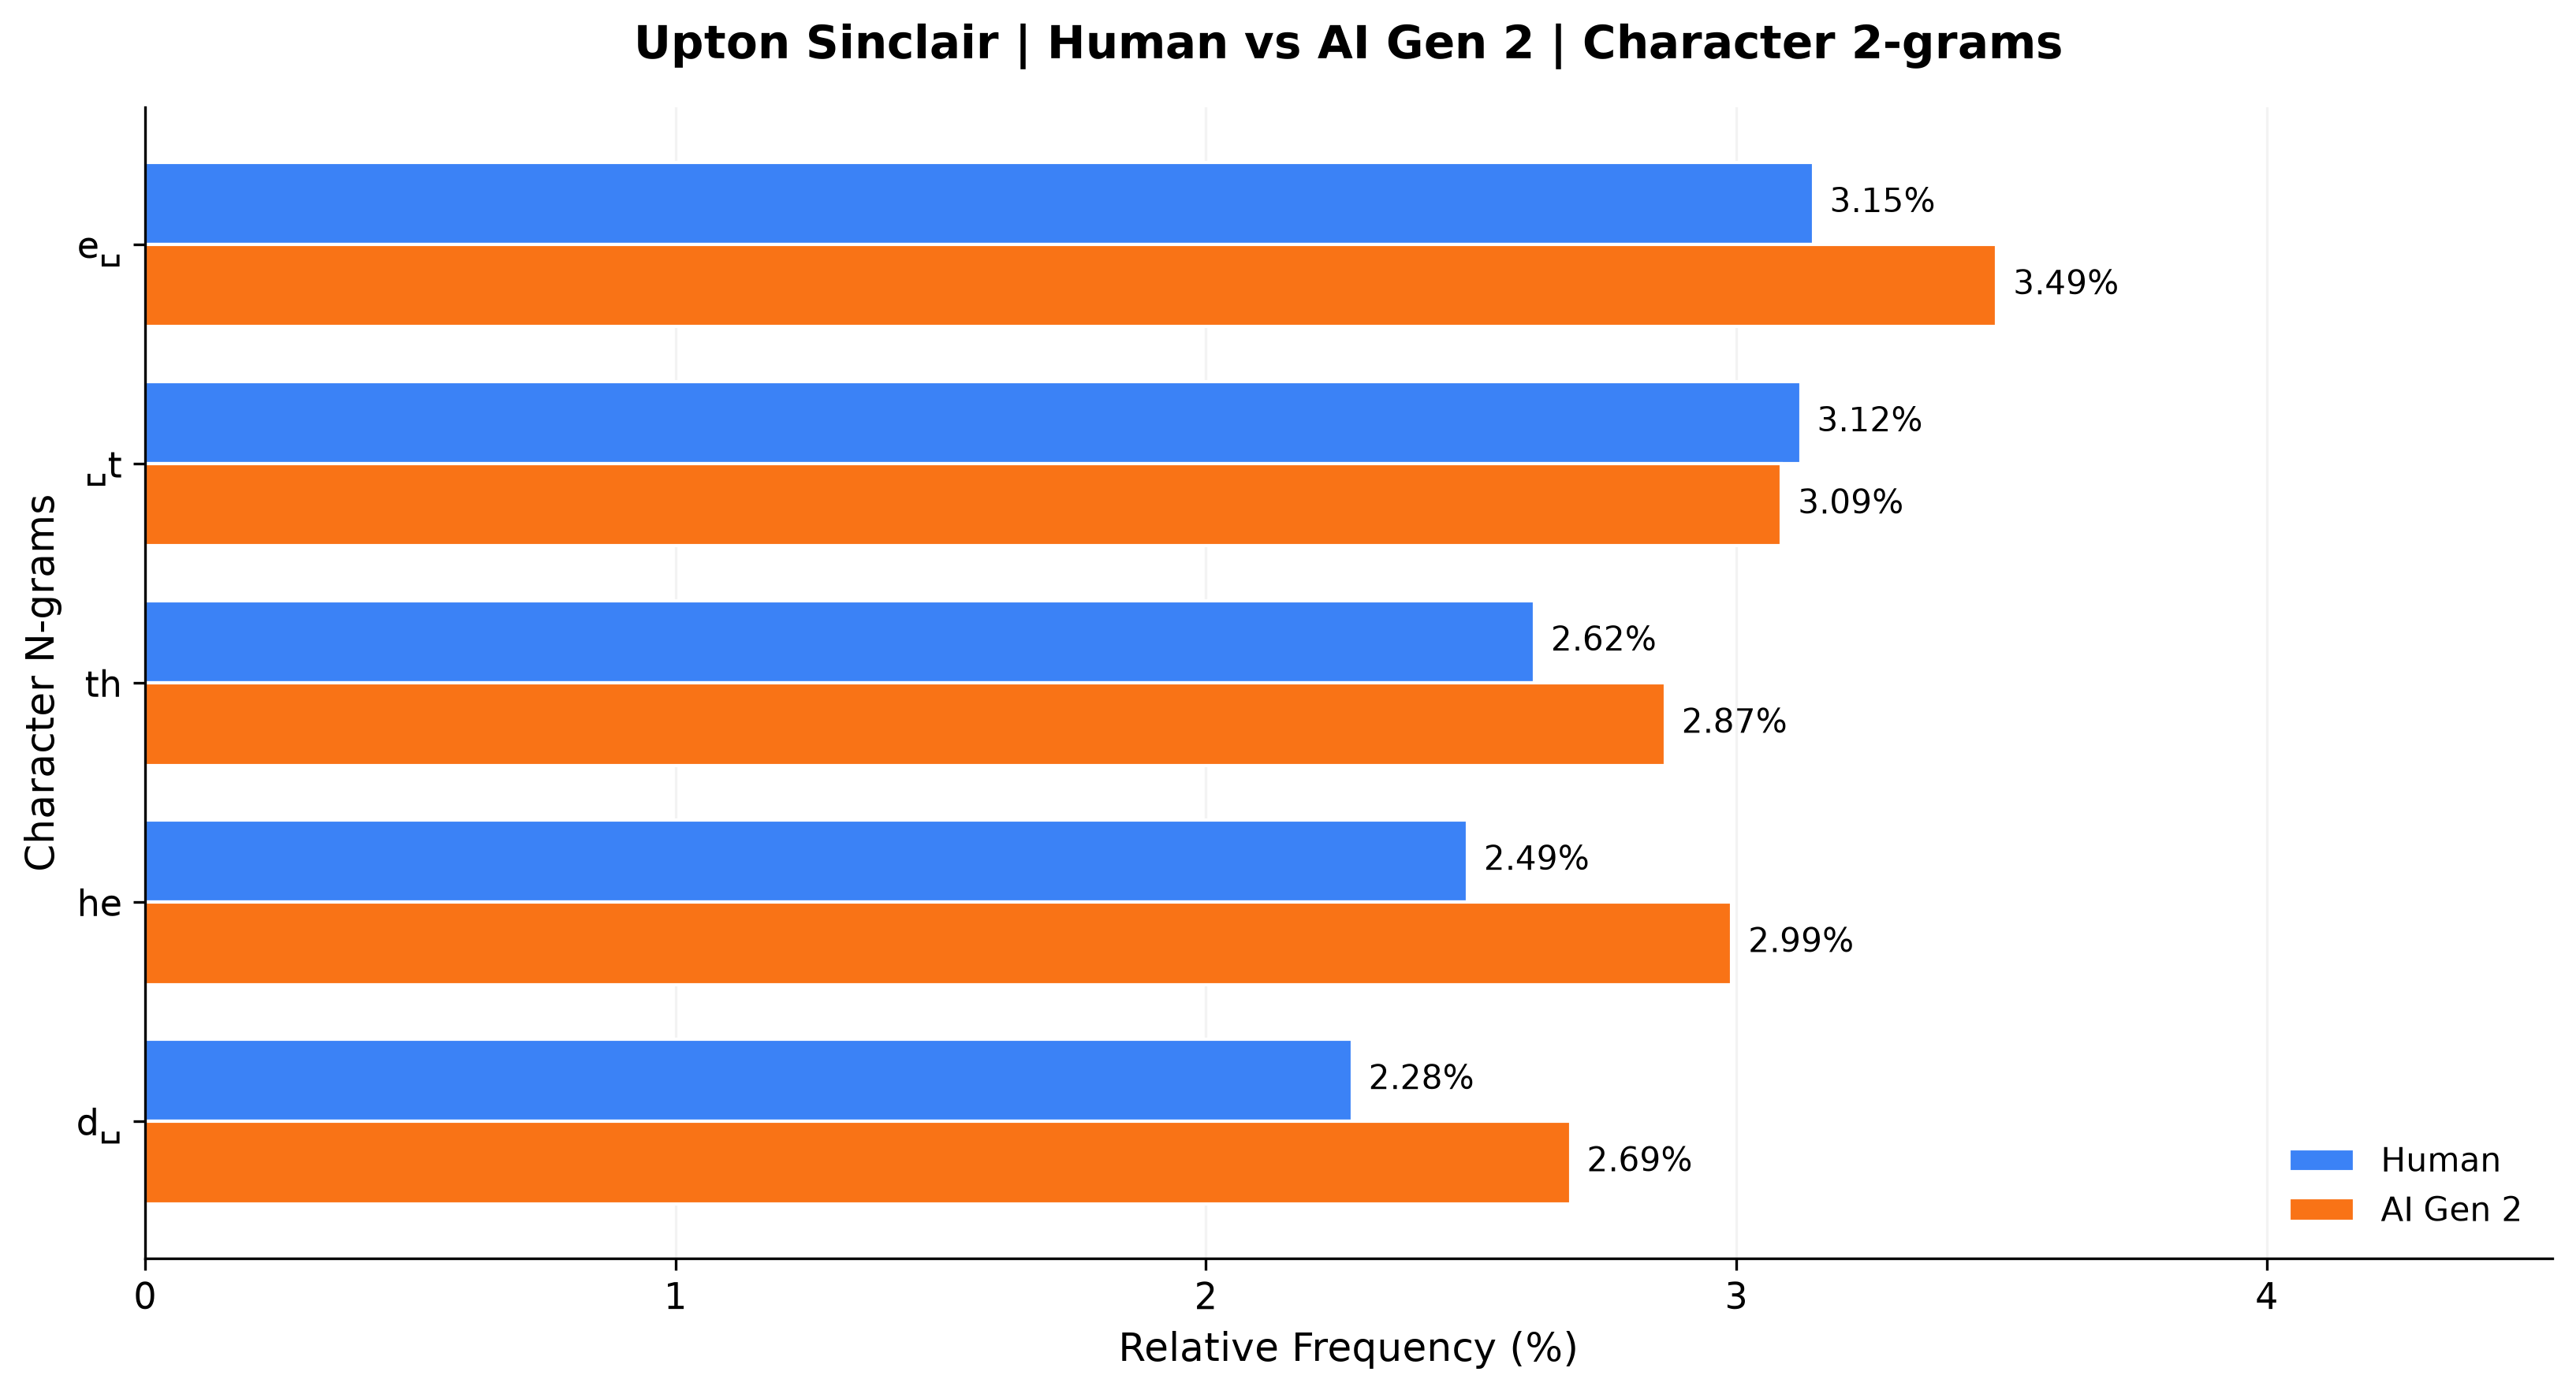 Upton Sinclair | Human vs AI Gen 2 | Character 2-grams
Character N-grams
e␣
3.15%
3.49%
␣t
3.12%
3.09%
th
2.62%
2.87%
he
2.49%
2.99%
d␣
2.28%
2.69%
Human
AI Gen 2
0 1 2 3 4
Relative Frequency (%)